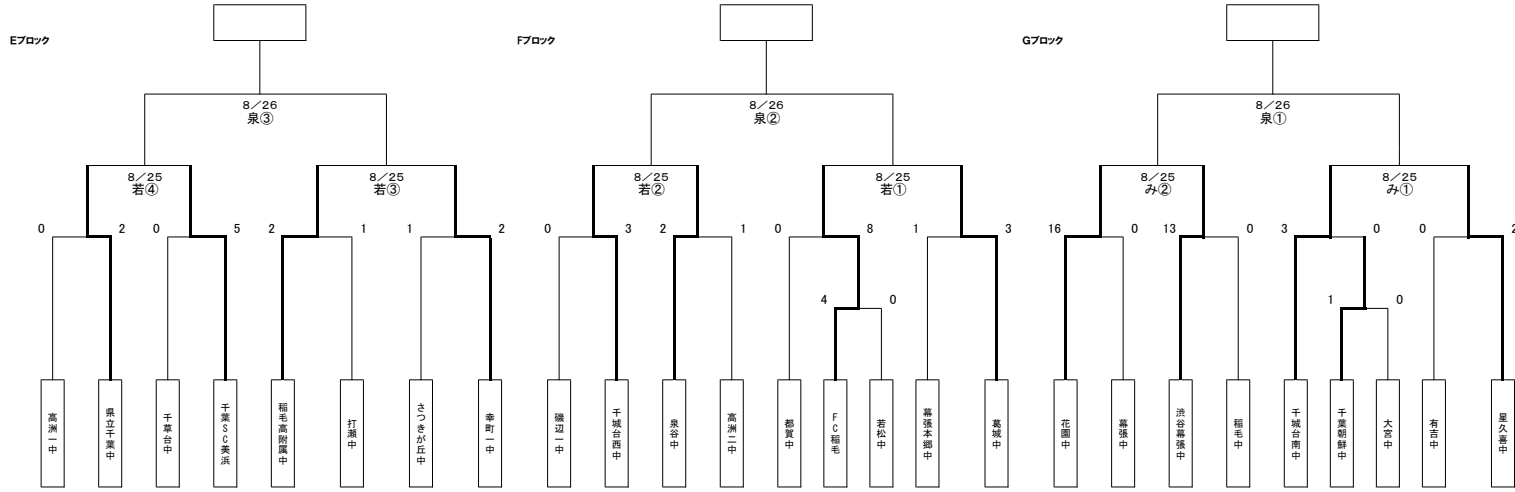 Eブロック
Fブロック
Gブロック
8/26
泉③
8/26
泉②
8/26
泉①
8/25
若④
8/25
若③
8/25
若②
8/25
若①
8/25
み②
8/25
み①
0
2
0
5
2
1
1
2
0
3
2
1
0
8
1
3
16
0
13
0
3
0
0
2
4
0
1
0
高洲一中
県立千葉中
千草台中
千葉SC美浜
稲毛高附属中
打瀬中
さつきが丘中
幸町一中
磯辺一中
千城台西中
泉谷中
高洲二中
都賀中
FC稲毛
若松中
幕張本郷中
葛城中
花園中
幕張中
渋谷幕張中
稲毛中
千城台南中
千葉朝鮮中
大宮中
有吉中
星久喜中